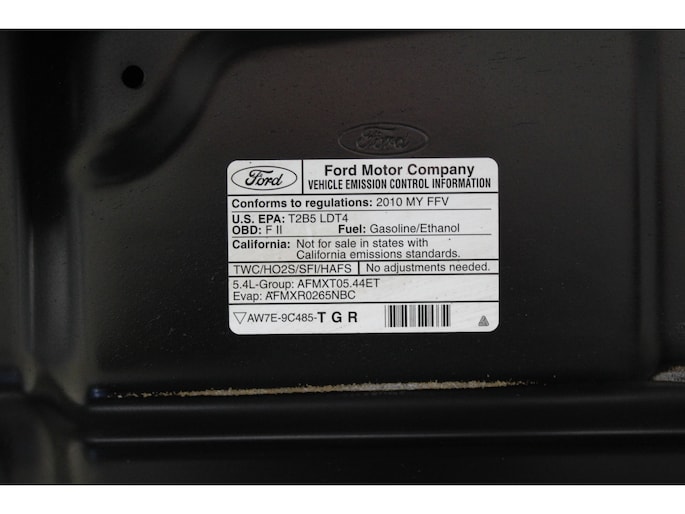 Ford
Ford Ford Motor Company
VEHICLE EMISSION CONTROL INFORMATION
Conforms to regulations: 2010 MY FFV
U.S. EPA: T2B5 LDT4
OBD: F II Fuel: Gasoline/Ethanol
California: Not for sale in states with
California emissions standards.
TWC/HO2S/SFI/HAFS No adjustments needed.
5.4L-Group: AFMXT05.44ET
Evap: AFMXR0265NBC
AW7E-9C485-T G R